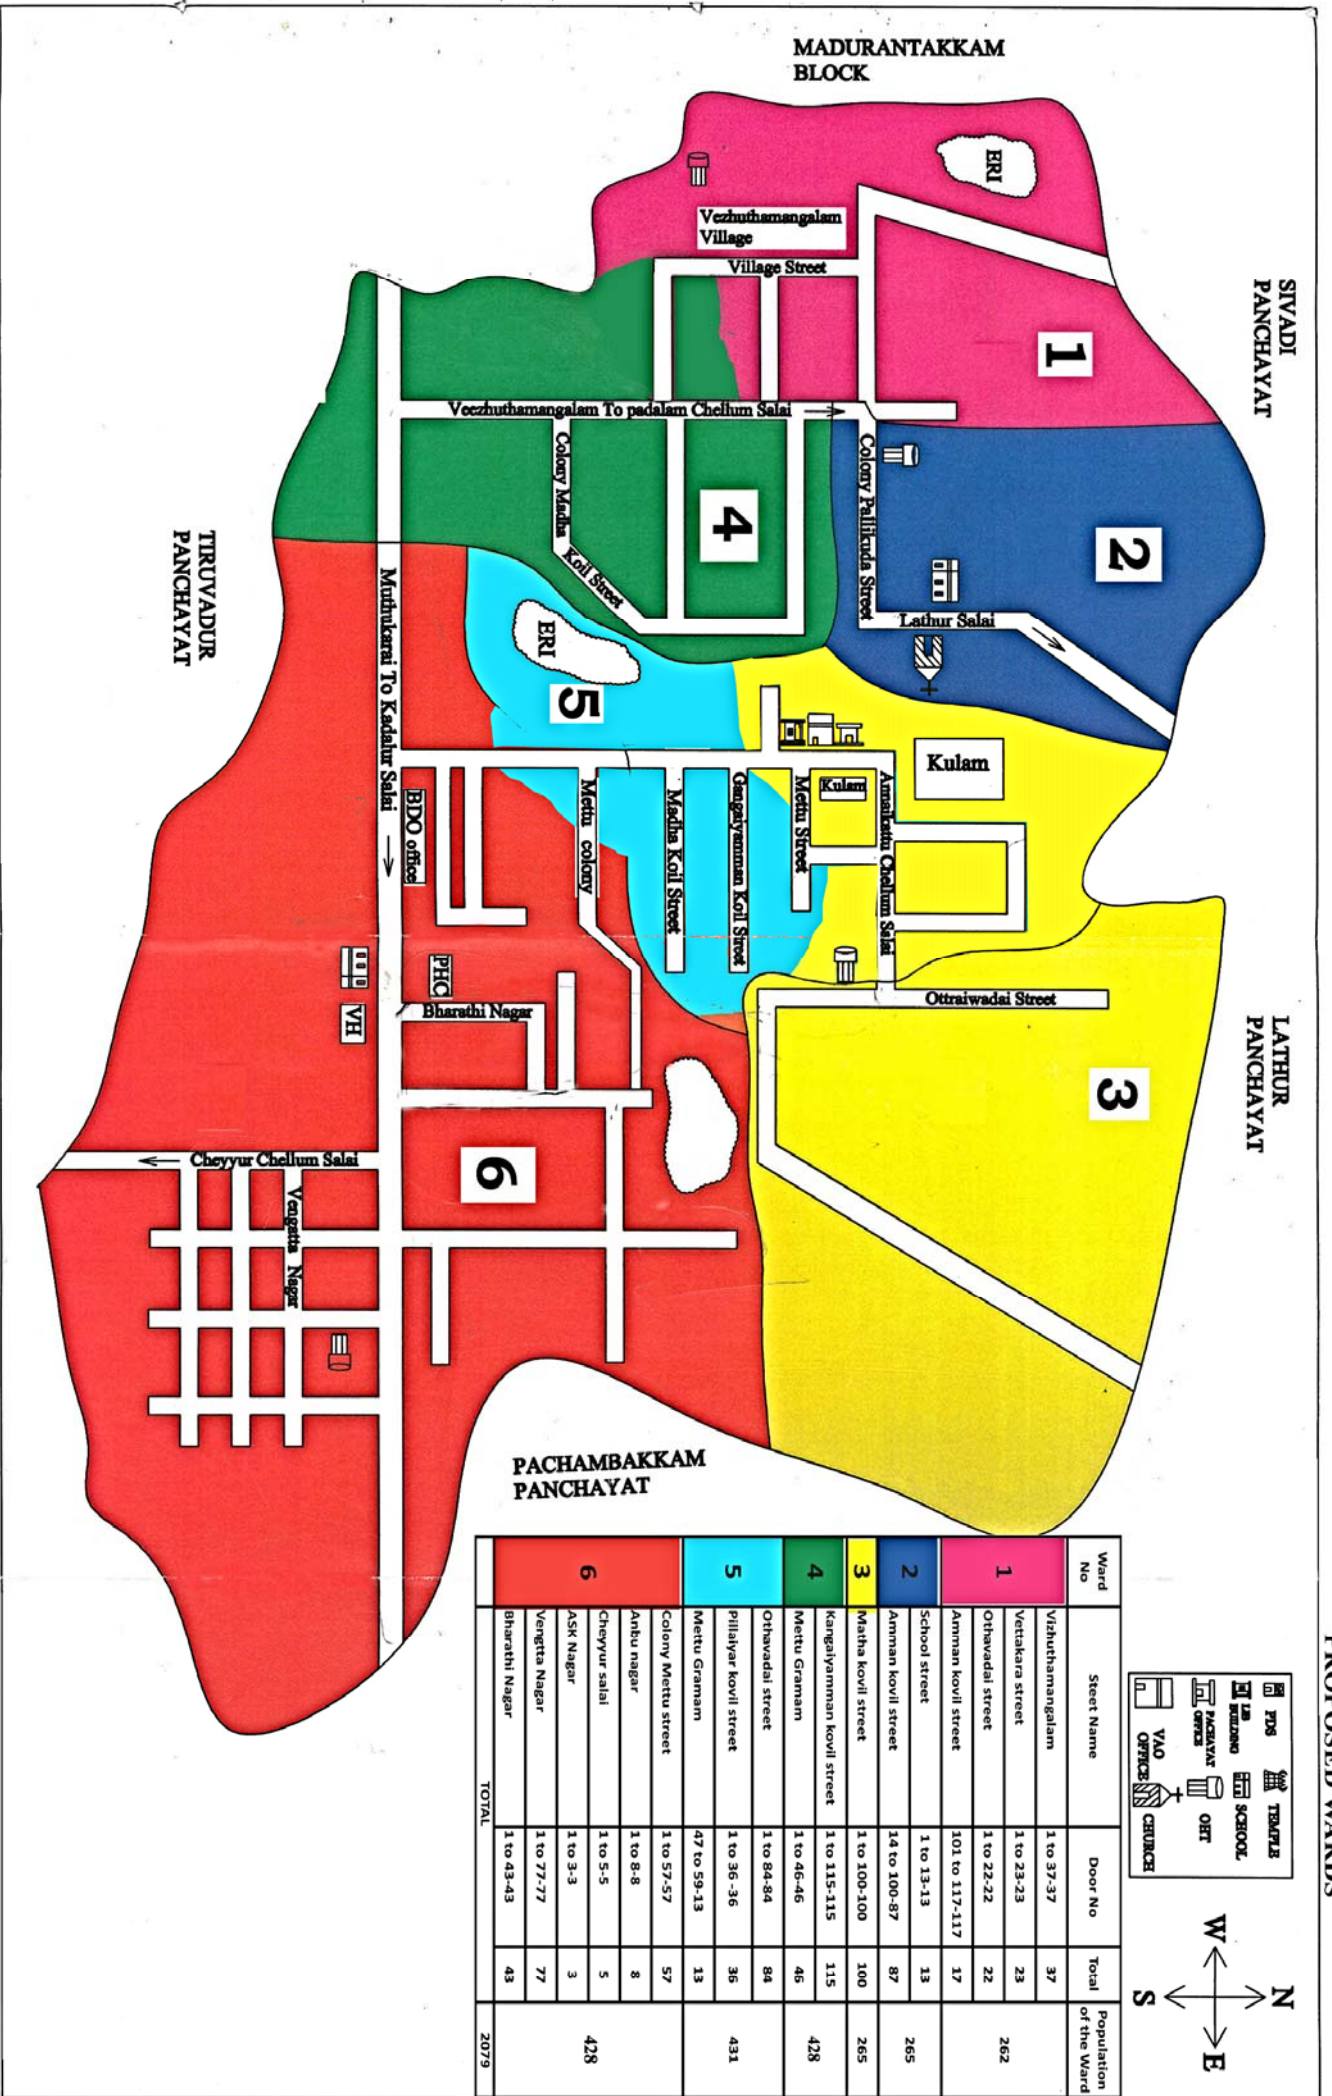 PROPOSED WARDS
MADURANTAKKAM
BLOCK
SIVADI
PANCHAYAT
LATHUR
PANCHAYAT
TIRUVADUR
PANCHAYAT
PACHAMBAKKAM
PANCHAYAT
N
W
E
S
PDS
TEMPLE
LIB
BUILDING
SCHOOL
PACHAYAT
OFFICE
OHT
VAO
OFFICE
CHURCH
ERI
Vezhuthamangalam
Village
Village Street
1
Veezhuthamangalam To padalam Chellum Salai
Colony Pallikuda Street
2
Lathur Salai
4
Colony Madha
Koil Street
ERI
5
Kulam
Kulam
Annaikattu Chellum Salai
Mettu Street
Gangaiyamman Koil Street
Madha Koil Street
Mettu colony
Muthukarai To Kadalur Salai
BDO office
PHC
VH
Bharathi Nagar
Ottraiwadai Street
3
6
Cheyyur Chellum Salai
Vengatta Nagar
Ward No Steet Name Door No Total Population of the Ward
1 Vizhuthamangalam 1 to 37-37 37 262
Vettakara street 1 to 23-23 23
Othavadai street 1 to 22-22 22
Amman kovil street 101 to 117-117 17
2 School street 1 to 13-13 13 265
Amman kovil street 14 to 100-87 87
3 Matha kovil street 1 to 100-100 100 265
4 Kangaiyamman kovil street 1 to 115-115 115 428
Mettu Gramam 1 to 46-46 46
5 Othavadai street 1 to 84-84 84 431
Pillaiyar kovil street 1 to 36 -36 36
Mettu Gramam 47 to 59-13 13
6 Colony Mettu street 1 to 57-57 57 428
Anbu nagar 1 to 8-8 8
Cheyyur salai 1 to 5-5 5
ASK Nagar 1 to 3-3 3
Vengtta Nagar 1 to 77-77 77
Bharathi Nagar 1 to 43-43 43
TOTAL 2079